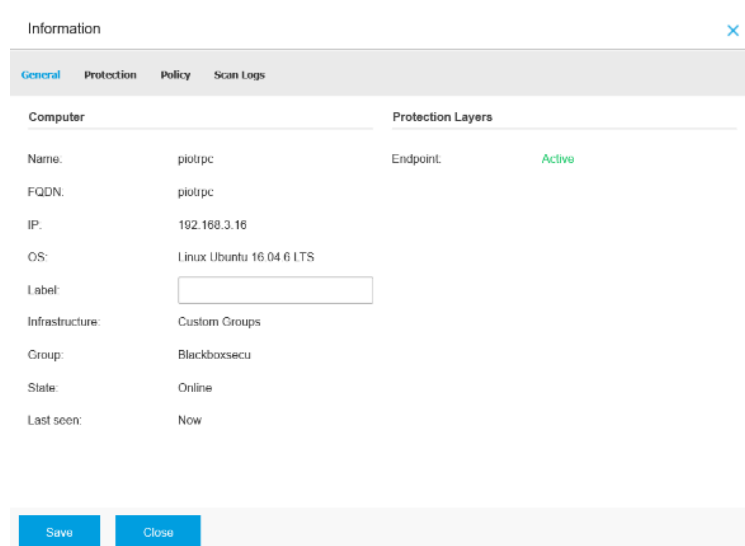 Information
General Protection Policy Scan Logs
Computer
Protection Layers
Name: piotrpc
Endpoint: Active
FQDN: piotrpc
IP: 192.168.3.16
OS: Linux Ubuntu 16.04.6 LTS
Label:
Infrastructure: Custom Groups
Group: Blackboxsecu
State: Online
Last seen: Now
Save Close